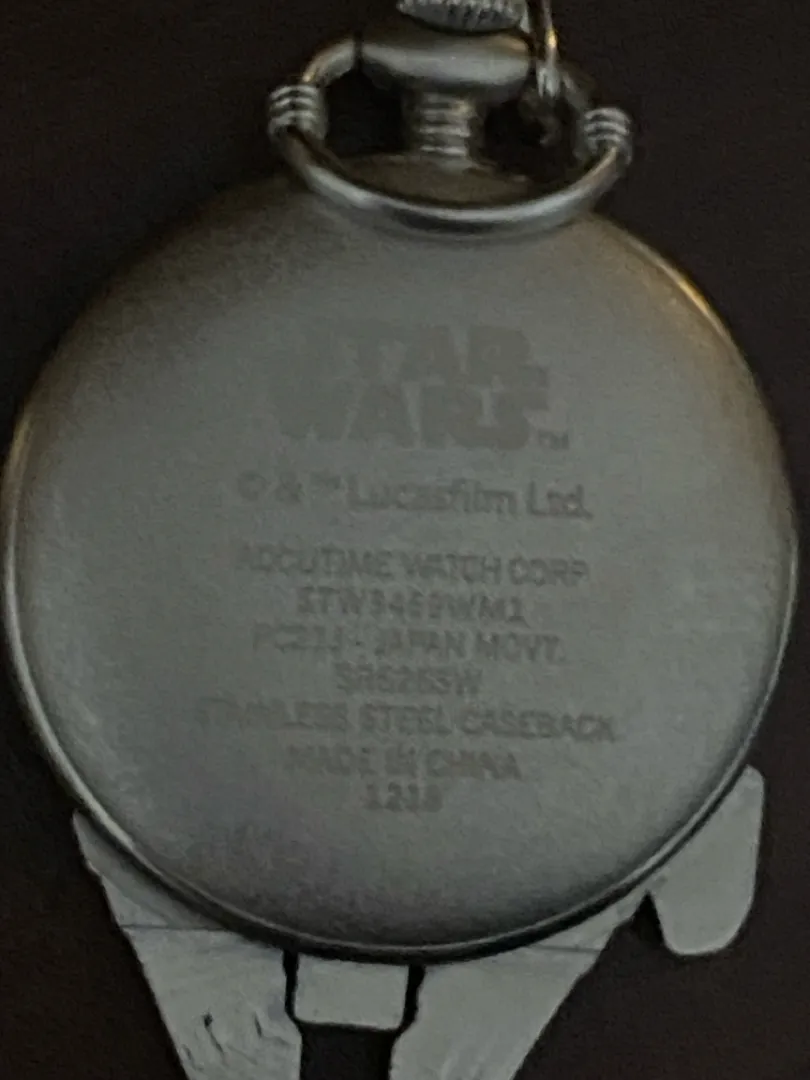 STAR
WARS™
© & ™ Lucasfilm Ltd.
ACCUTIME WATCH CORP
PC21J - JAPAN MOVT.
SR626SW
STAINLESS STEEL CASEBACK
MADE IN CHINA